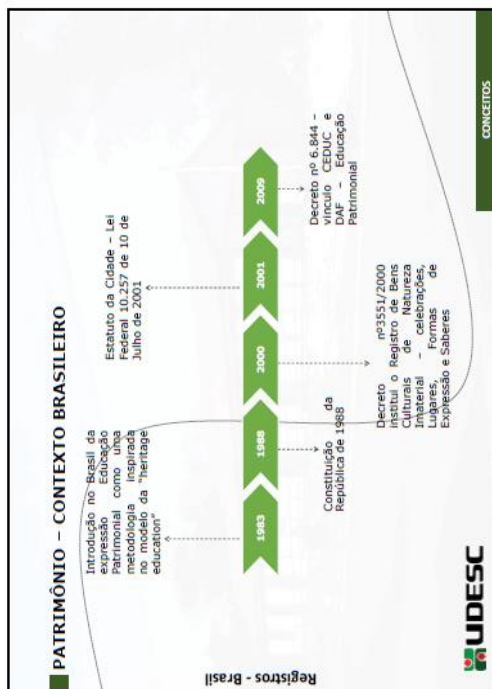 PATRIMÔNIO – CONTEXTO BRASILEIRO
Introdução no Brasil da
expressão Educação
Patrimonial como uma
metodologia inspirada
no modelo da "heritage
education"
Estatuto da Cidade – Lei
Federal 10.257 de 10 de
Julho de 2001
1983
1988
2000
2001
2009
Constituição da
República de 1988
Decreto nº3551/2000
institui o Registro de Bens
Culturais de Natureza
Imaterial – celebrações,
Lugares, Formas de
Expressão e Saberes
Decreto nº 6.844 –
vinculo CEDUC e
DAF – Educação
Patrimonial
Registros - Brasil
UDESC
CONCEITOS